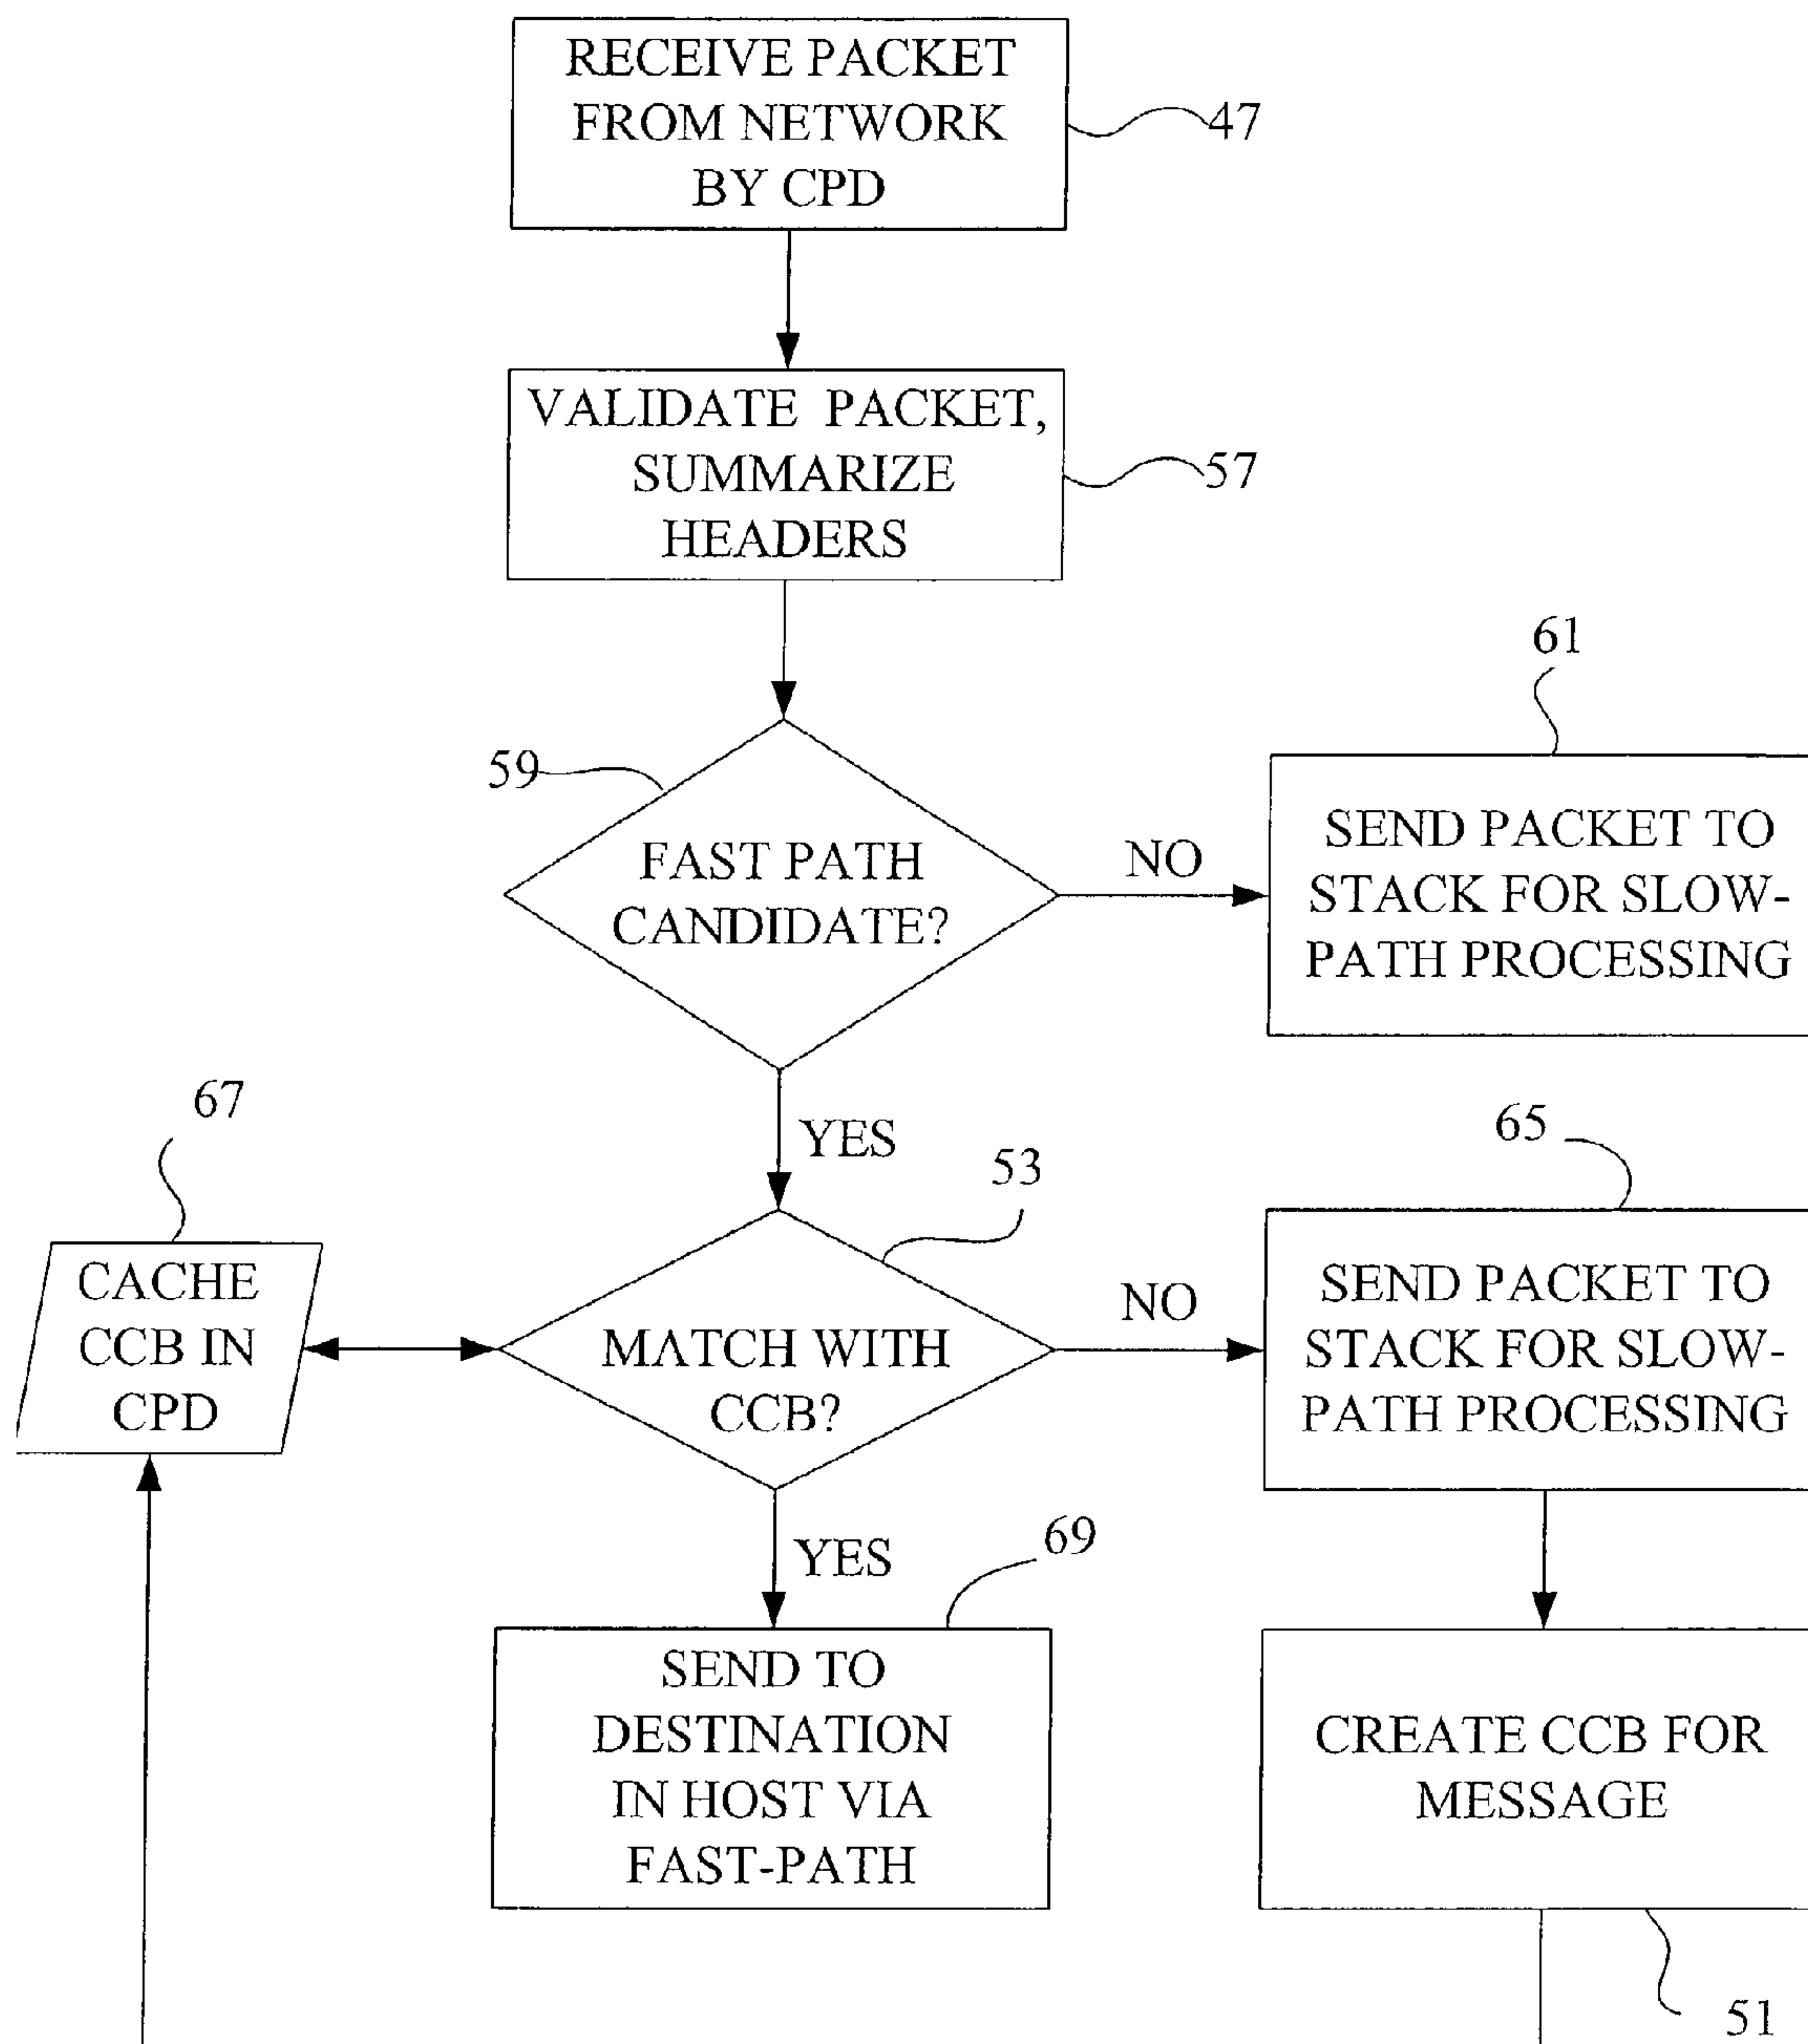 RECEIVE PACKET
FROM NETWORK
BY CPD
47
VALIDATE PACKET,
SUMMARIZE
HEADERS
57
59
FAST PATH
CANDIDATE?
NO
61
SEND PACKET TO
STACK FOR SLOW-
PATH PROCESSING
YES
67
CACHE
CCB IN
CPD
53
MATCH WITH
CCB?
NO
65
SEND PACKET TO
STACK FOR SLOW-
PATH PROCESSING
YES
69
SEND TO
DESTINATION
IN HOST VIA
FAST-PATH
CREATE CCB FOR
MESSAGE
51